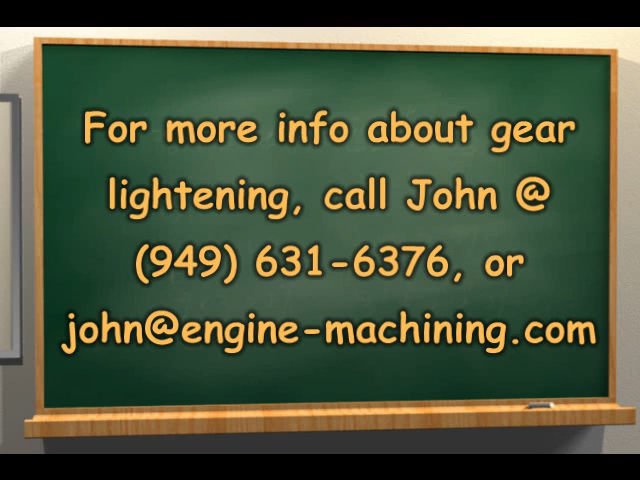 For more info about gear
lightening, call John @
(949) 631-6376, or
john@engine-machining.com